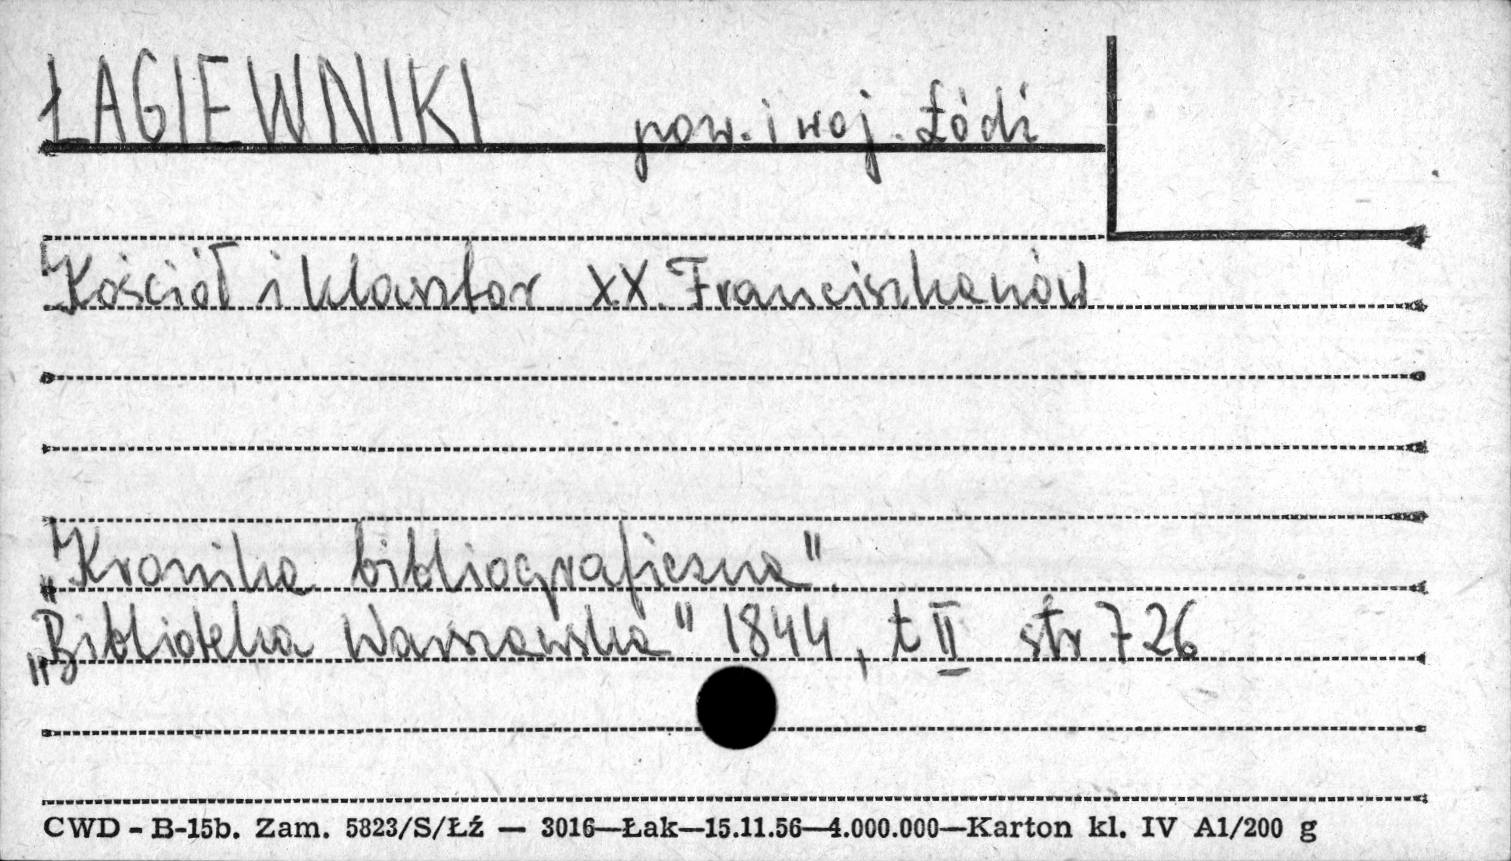 ŁAGIEWNIKI pow. i woj. Łódź
Kościół i klasztor XX. Franciszkanów
„Kronika bibliograficzna".
„Biblioteka Warszawska" 1844, t II str 726
CWD - B-15b. Zam. 5823/S/Łź — 3016—Łak—15.11.56—4.000.000—Karton kl. IV A1/200 g